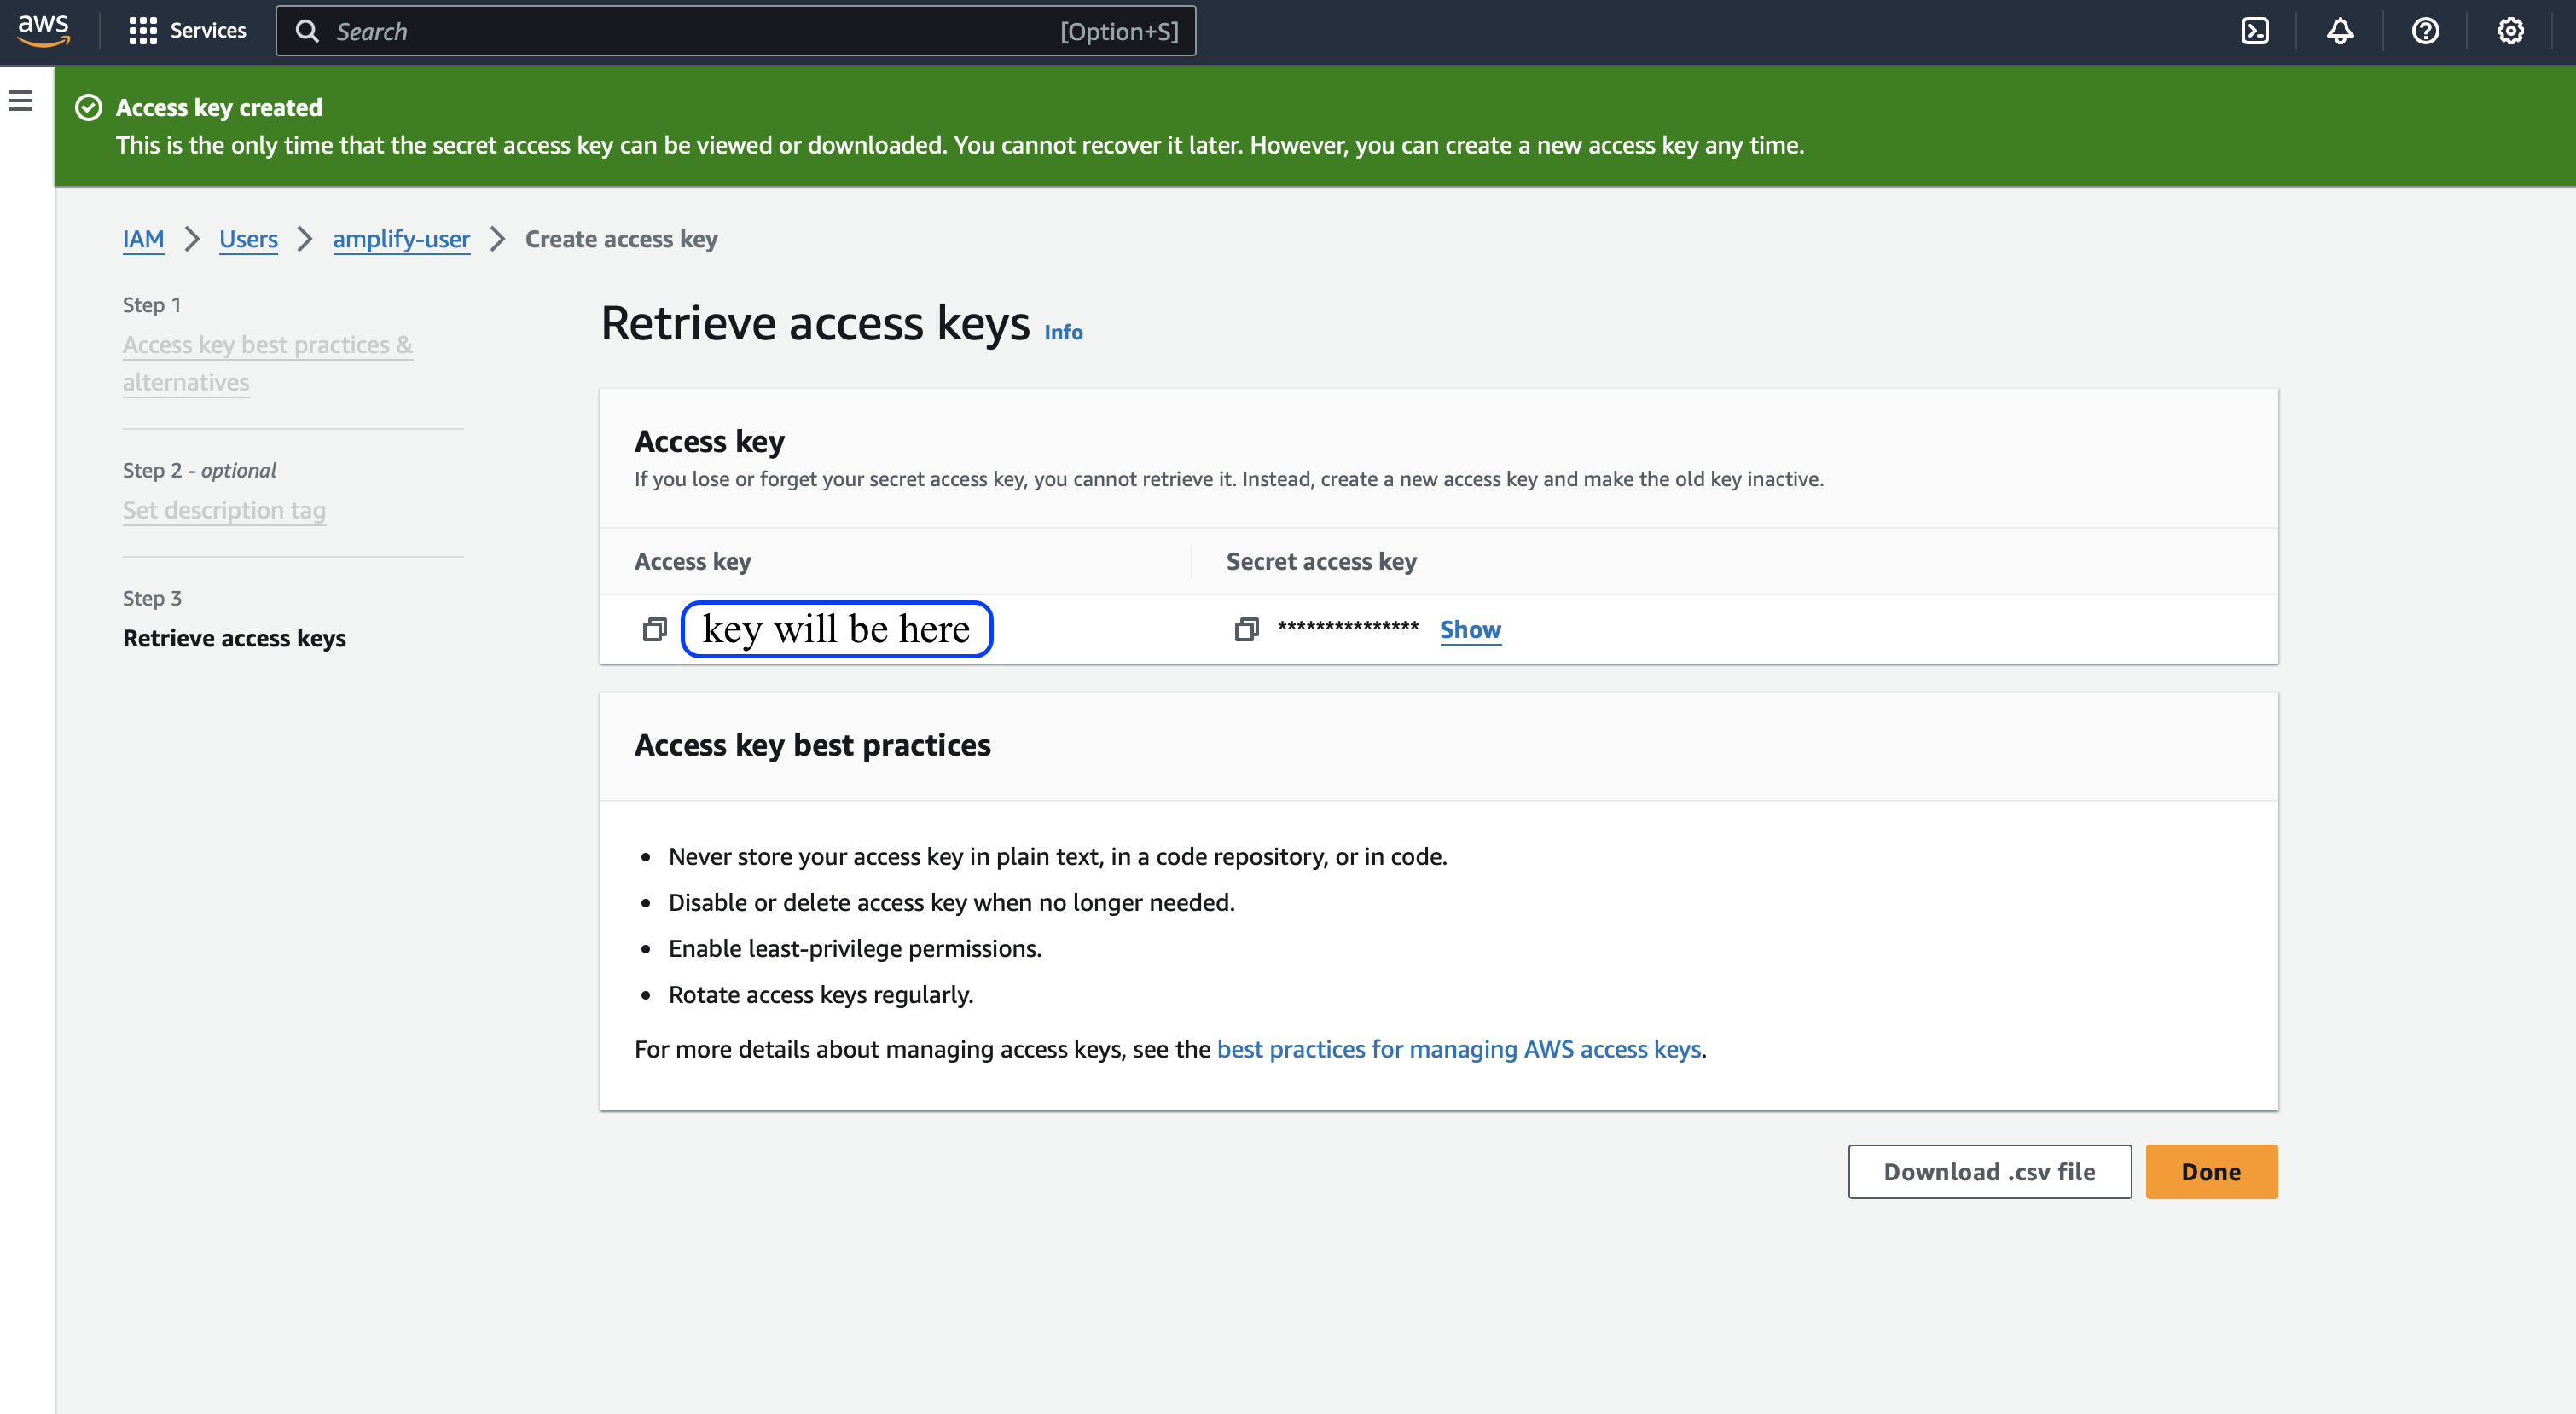 aws
Services
Search
[Option+S]
Access key created
This is the only time that the secret access key can be viewed or downloaded. You cannot recover it later. However, you can create a new access key any time.
IAM > Users > amplify-user > Create access key
Step 1
Access key best practices &
alternatives
Step 2 - optional
Set description tag
Step 3
Retrieve access keys
Retrieve access keys Info
Access key
If you lose or forget your secret access key, you cannot retrieve it. Instead, create a new access key and make the old key inactive.
Access key
Secret access key
key will be here
*************** Show
Access key best practices
• Never store your access key in plain text, in a code repository, or in code.
• Disable or delete access key when no longer needed.
• Enable least-privilege permissions.
• Rotate access keys regularly.
For more details about managing access keys, see the best practices for managing AWS access keys.
Download .csv file
Done